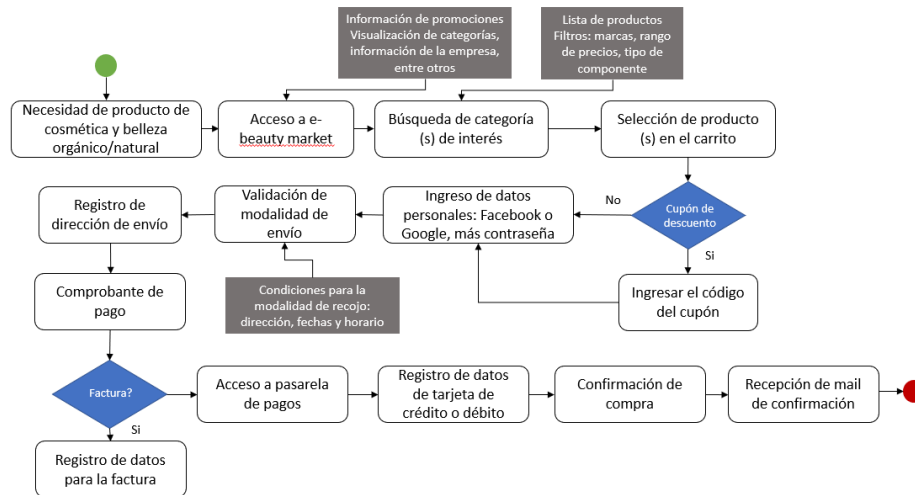 Información de promociones
Visualización de categorías,
información de la empresa,
entre otros
Lista de productos
Filtros: marcas, rango
de precios, tipo de
componente
Necesidad de producto de
cosmética y belleza
orgánico/natural
Acceso a e-
beauty market
Búsqueda de categoría
(s) de interés
Selección de producto
(s) en el carrito
Cupón de
descuento
No
Si
Ingreso de datos
personales: Facebook o
Google, más contraseña
Validación de
modalidad de
envío
Registro de
dirección de envío
Condiciones para la
modalidad de recojo:
dirección, fechas y horario
Ingresar el código
del cupón
Comprobante de
pago
Factura?
Si
Acceso a pasarela
de pagos
Registro de datos
de tarjeta de
crédito o débito
Confirmación de
compra
Recepción de mail
de confirmación
Registro de datos
para la factura